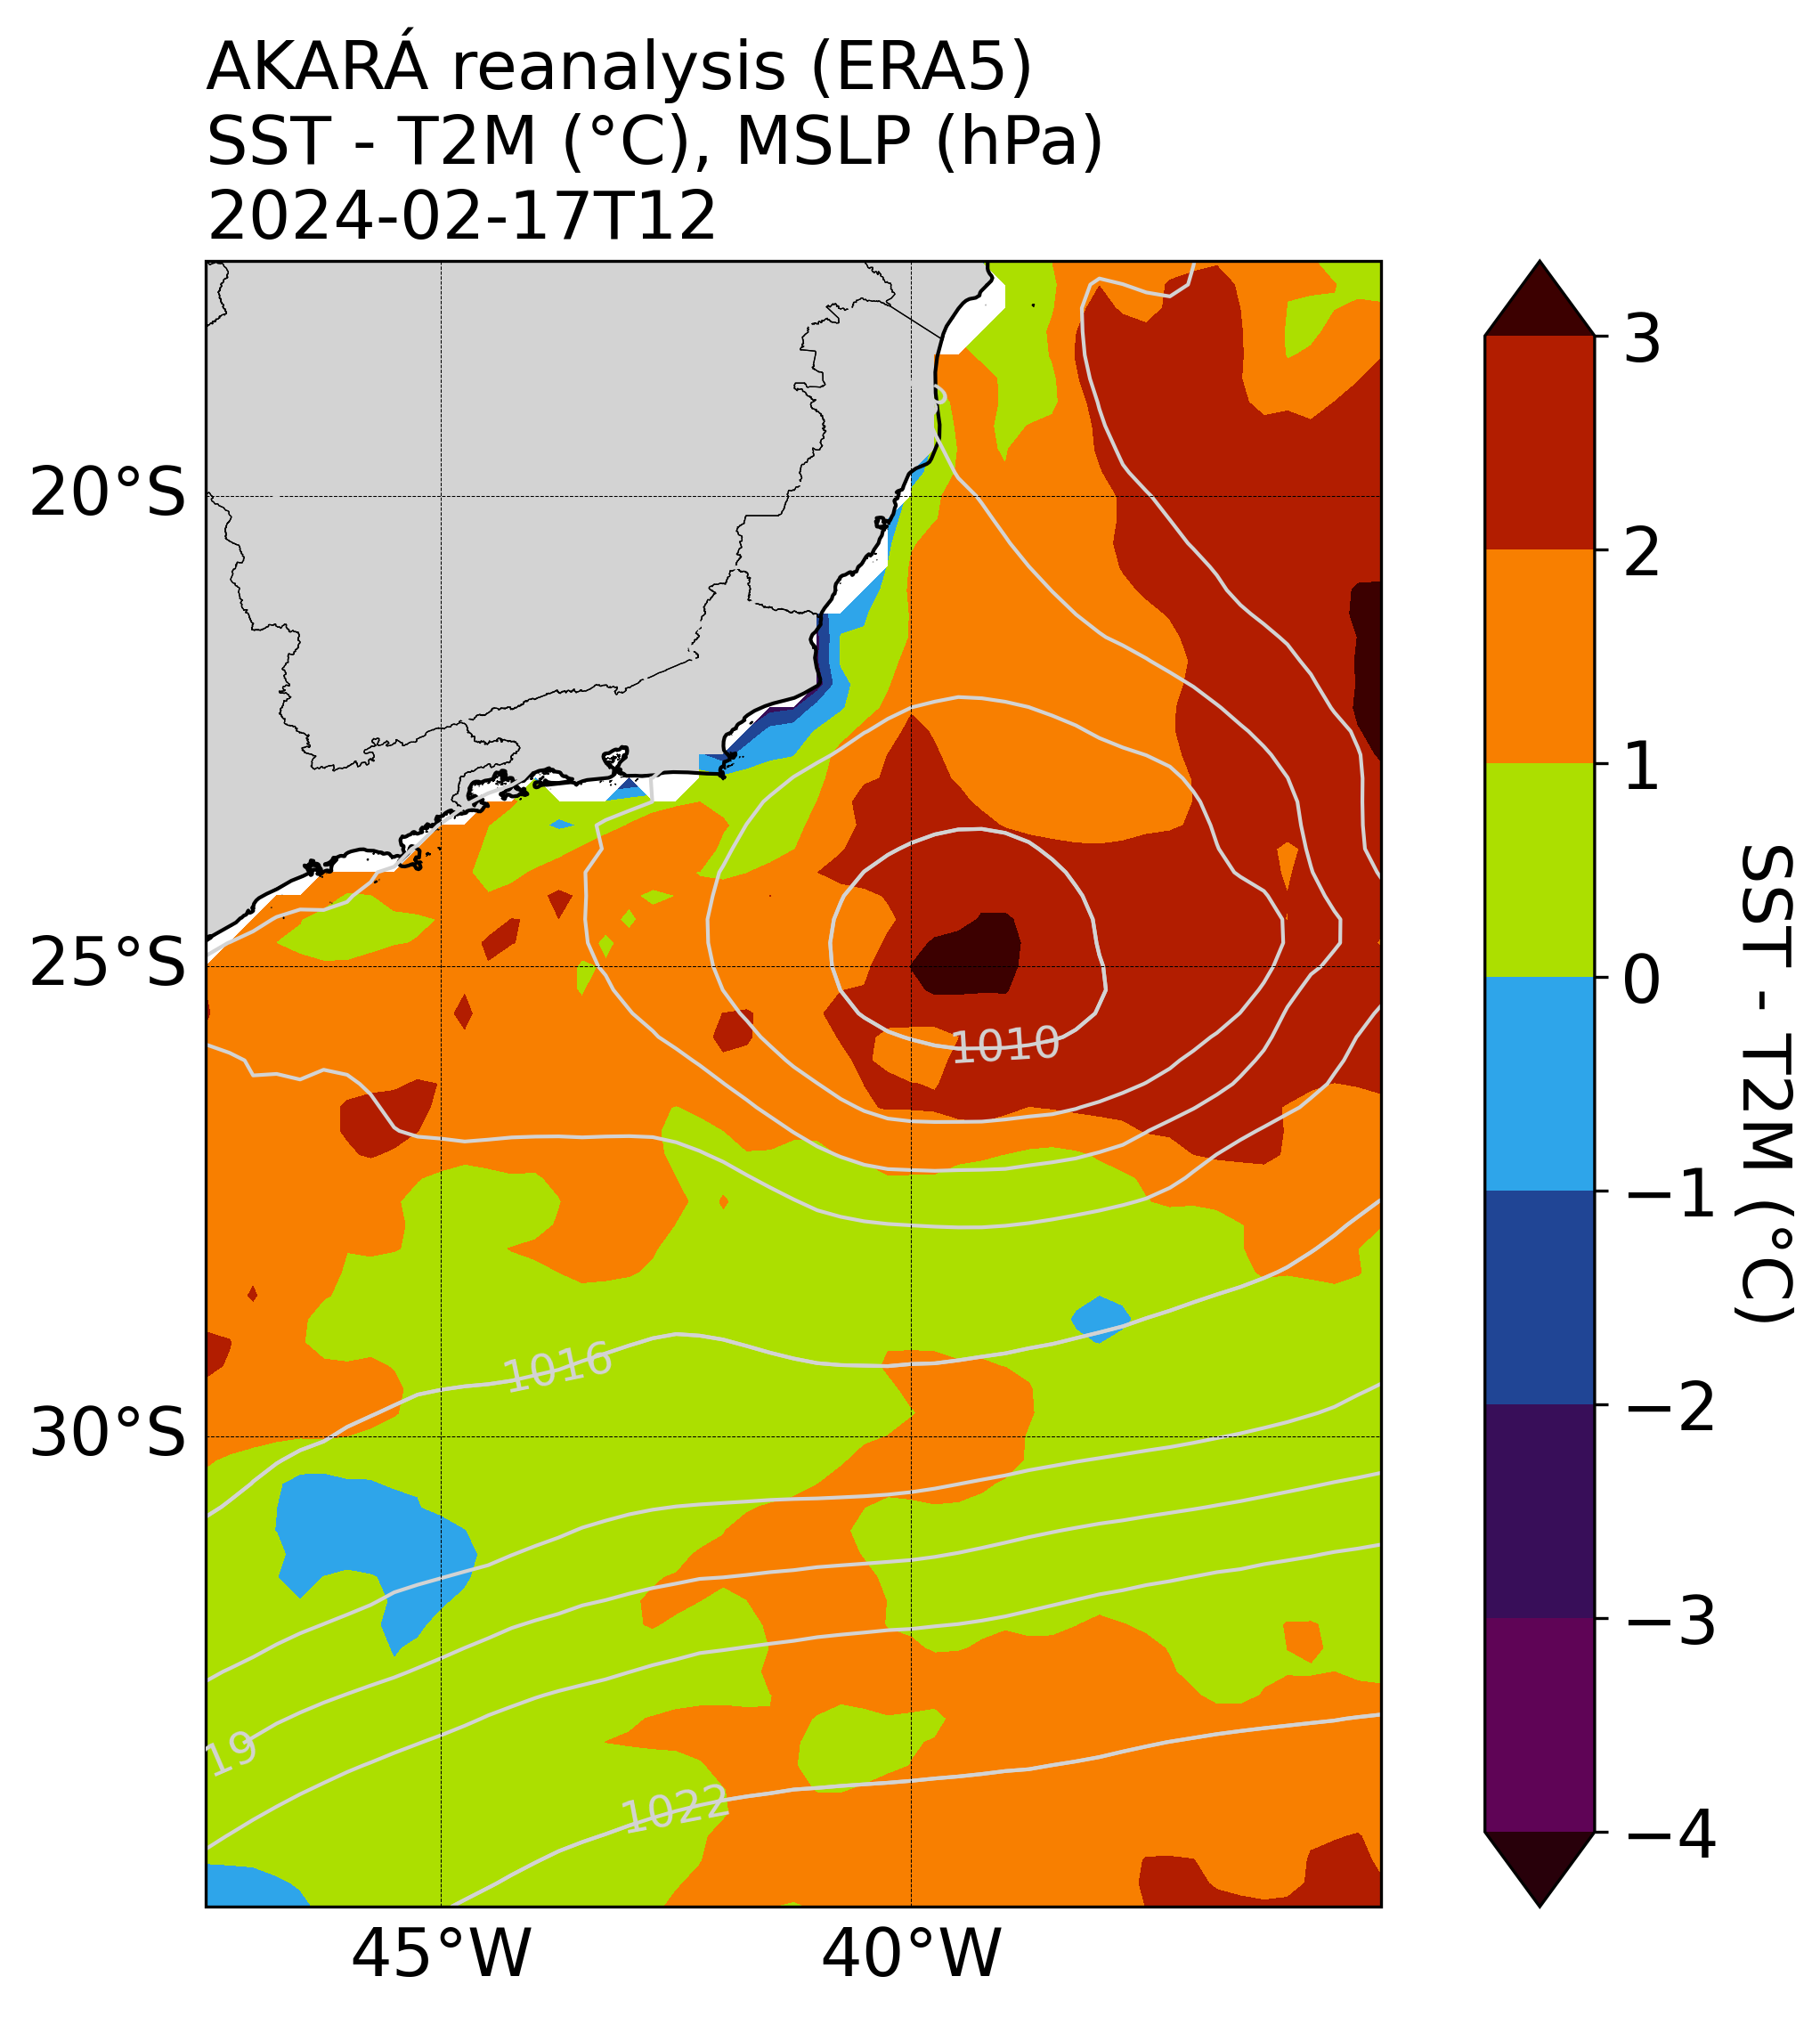 AKARÁ reanalysis (ERA5)
SST - T2M (°C), MSLP (hPa)
2024-02-17T12
20°S
25°S
30°S
45°W
40°W
1010
1016
19
1022
3
2
1
0
−1
−2
−3
−4
SST - T2M (°C)